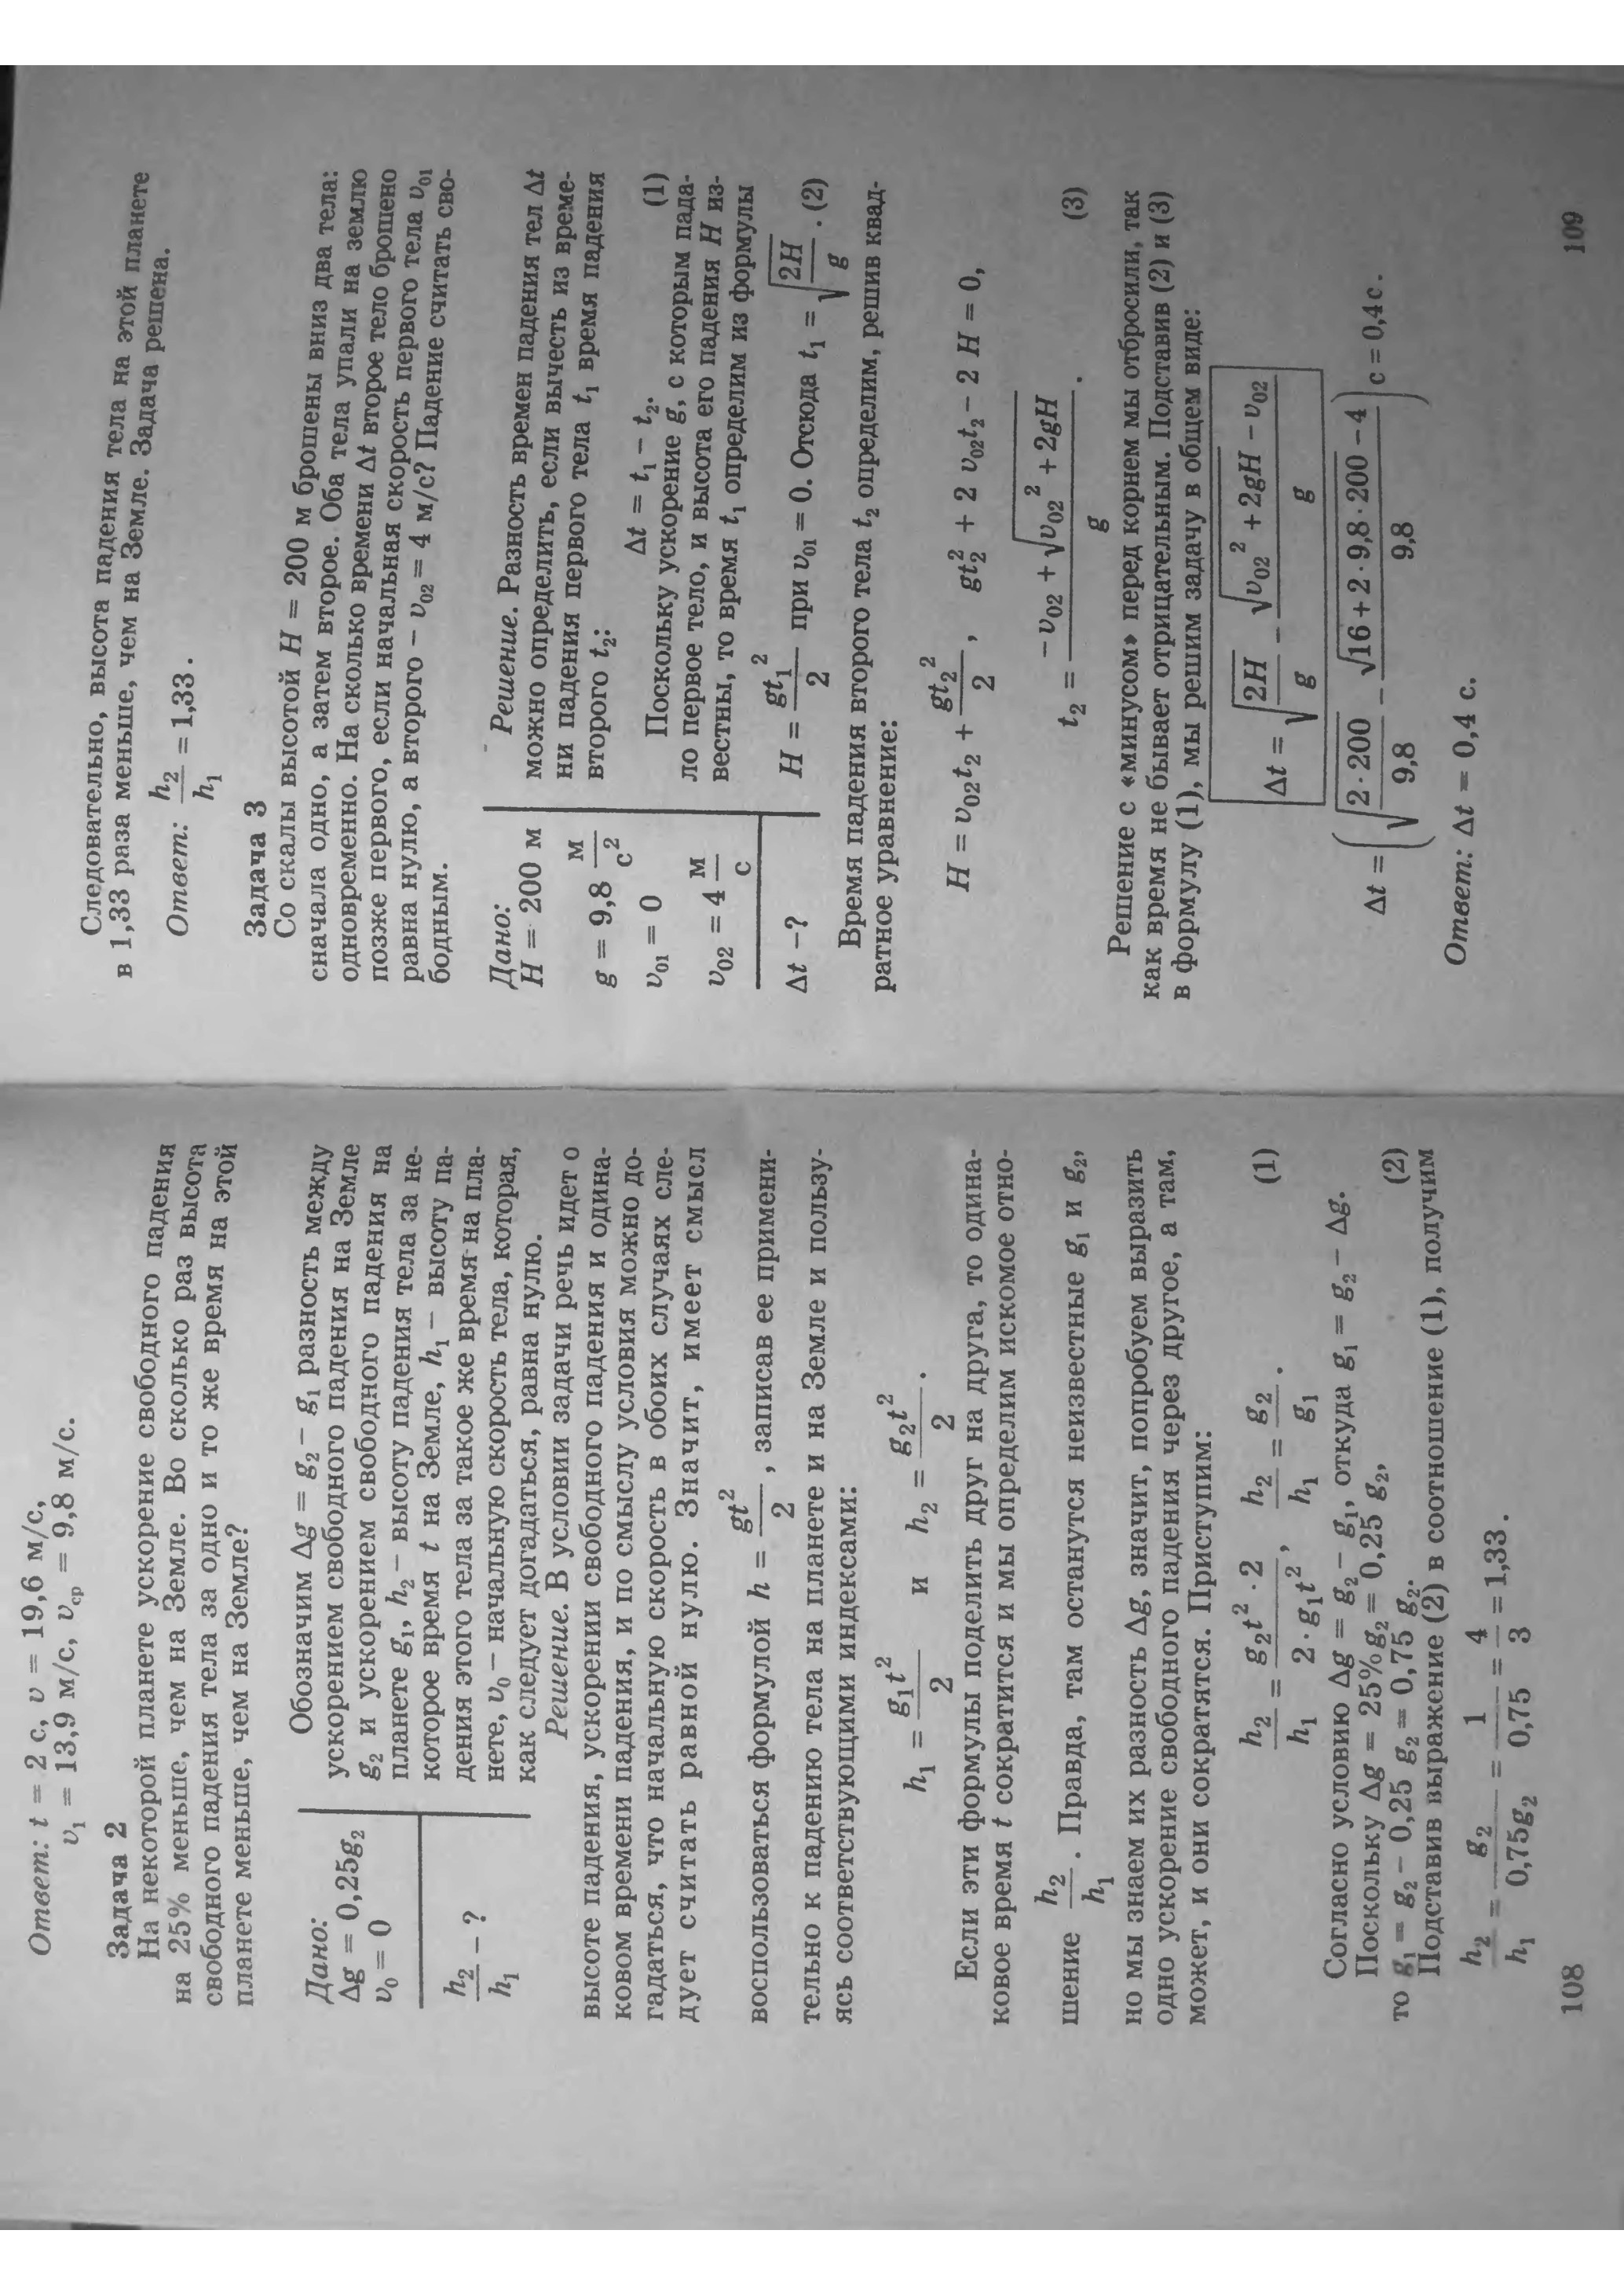 Ответ: t = 2 с, v = 19,6 м/с,
v₁ = 13,9 м/с, v_ср = 9,8 м/с.
Задача 2
На некоторой планете ускорение свободного падения
на 25% меньше, чем на Земле. Во сколько раз высота
свободного падения тела за одно и то же время на этой
планете меньше, чем на Земле?
Дано:
Δg = 0,25g₂
v₀ = 0
h₂/h₁ – ?
Обозначим Δg = g₂ – g₁ разность между
ускорением свободного падения на Земле
g₂ и ускорением свободного падения на
планете g₁, h₂ – высоту падения тела за не-
которое время t на Земле, h₁ – высоту па-
дения этого тела за такое же время на пла-
нете, v₀ – начальную скорость тела, которая,
как следует догадаться, равна нулю.
Решение. В условии задачи речь идет о
высоте падения, ускорении свободного падения и одина-
ковом времени падения, и по смыслу условия можно до-
гадаться, что начальную скорость в обоих случаях сле-
дует считать равной нулю. Значит, имеет смысл
воспользоваться формулой h = gt²/2, записав ее примени-
тельно к падению тела на планете и на Земле и пользу-
ясь соответствующими индексами:
h₁ = g₁t²/2 и h₂ = g₂t²/2.
Если эти формулы поделить друг на друга, то одина-
ковое время t сократится и мы определим искомое отно-
шение h₂/h₁. Правда, там останутся неизвестные g₁ и g₂,
но мы знаем их разность Δg, значит, попробуем выразить
одно ускорение свободного падения через другое, а там,
может, и они сократятся. Приступим:
h₂/h₁ = g₂t²·2/2·g₁t², h₂/h₁ = g₂/g₁. (1)
Согласно условию Δg = g₂ – g₁, откуда g₁ = g₂ – Δg.
Поскольку Δg = 25%g₂ = 0,25 g₂,
то g₁ = g₂ – 0,25 g₂ = 0,75 g₂. (2)
Подставив выражение (2) в соотношение (1), получим
h₂/h₁ = g₂/0,75g₂ = 1/0,75 = 4/3 = 1,33.
108
Следовательно, высота падения тела на этой планете
в 1,33 раза меньше, чем на Земле. Задача решена.
Ответ: h₂/h₁ = 1,33.
Задача 3
Со скалы высотой H = 200 м брошены вниз два тела:
сначала одно, а затем второе. Оба тела упали на землю
одновременно. На сколько времени Δt второе тело брошено
позже первого, если начальная скорость первого тела v₀₁
равна нулю, а второго – v₀₂ = 4 м/с? Падение считать сво-
бодным.
Дано:
H = 200 м
g = 9,8 м/с²
v₀₁ = 0
v₀₂ = 4 м/с
Δt –?
Решение. Разность времен падения тел Δt
можно определить, если вычесть из време-
ни падения первого тела t₁ время падения
второго t₂:
Δt = t₁ – t₂. (1)
Поскольку ускорение g, с которым пада-
ло первое тело, и высота его падения H из-
вестны, то время t₁ определим из формулы
H = gt₁²/2 при v₀₁ = 0. Отсюда t₁ = √(2H/g). (2)
Время падения второго тела t₂ определим, решив квад-
ратное уравнение:
H = v₀₂t₂ + gt₂²/2, gt₂² + 2 v₀₂t₂ – 2 H = 0,
t₂ = (–v₀₂ + √(v₀₂² + 2gH))/g. (3)
Решение с «минусом» перед корнем мы отбросили, так
как время не бывает отрицательным. Подставив (2) и (3)
в формулу (1), мы решим задачу в общем виде:
Δt = √(2H/g) – (√(v₀₂² + 2gH) – v₀₂)/g
Δt = (√(2·200/9,8) – (√(16 + 2·9,8·200) – 4)/9,8) с = 0,4с.
Ответ: Δt = 0,4 с.
109